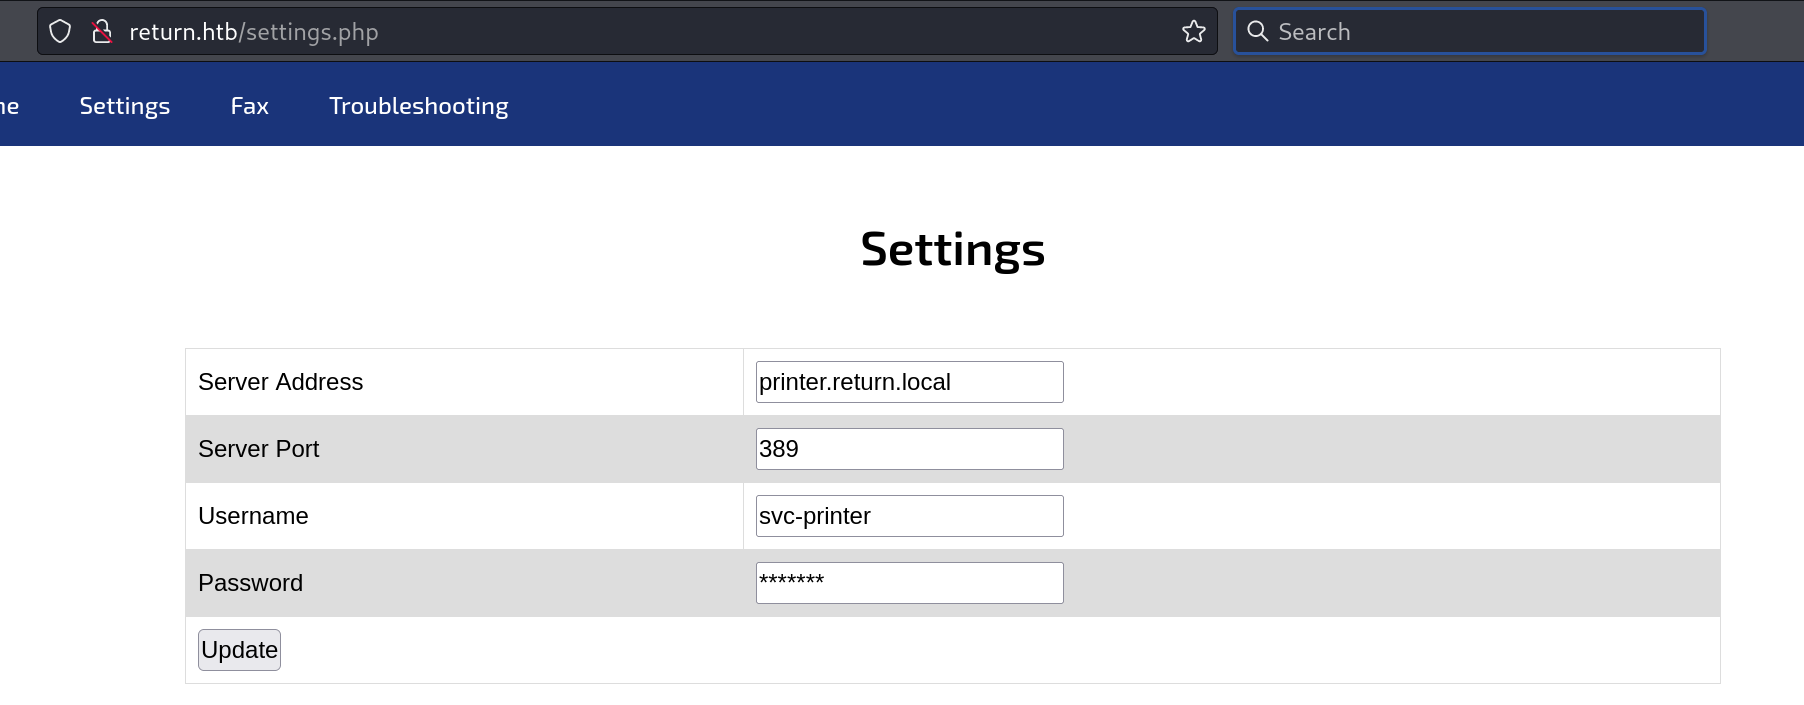 return.htb/settings.php Search
Settings Fax Troubleshooting
Settings
Server Address printer.return.local
Server Port 389
Username svc-printer
Password *******
Update